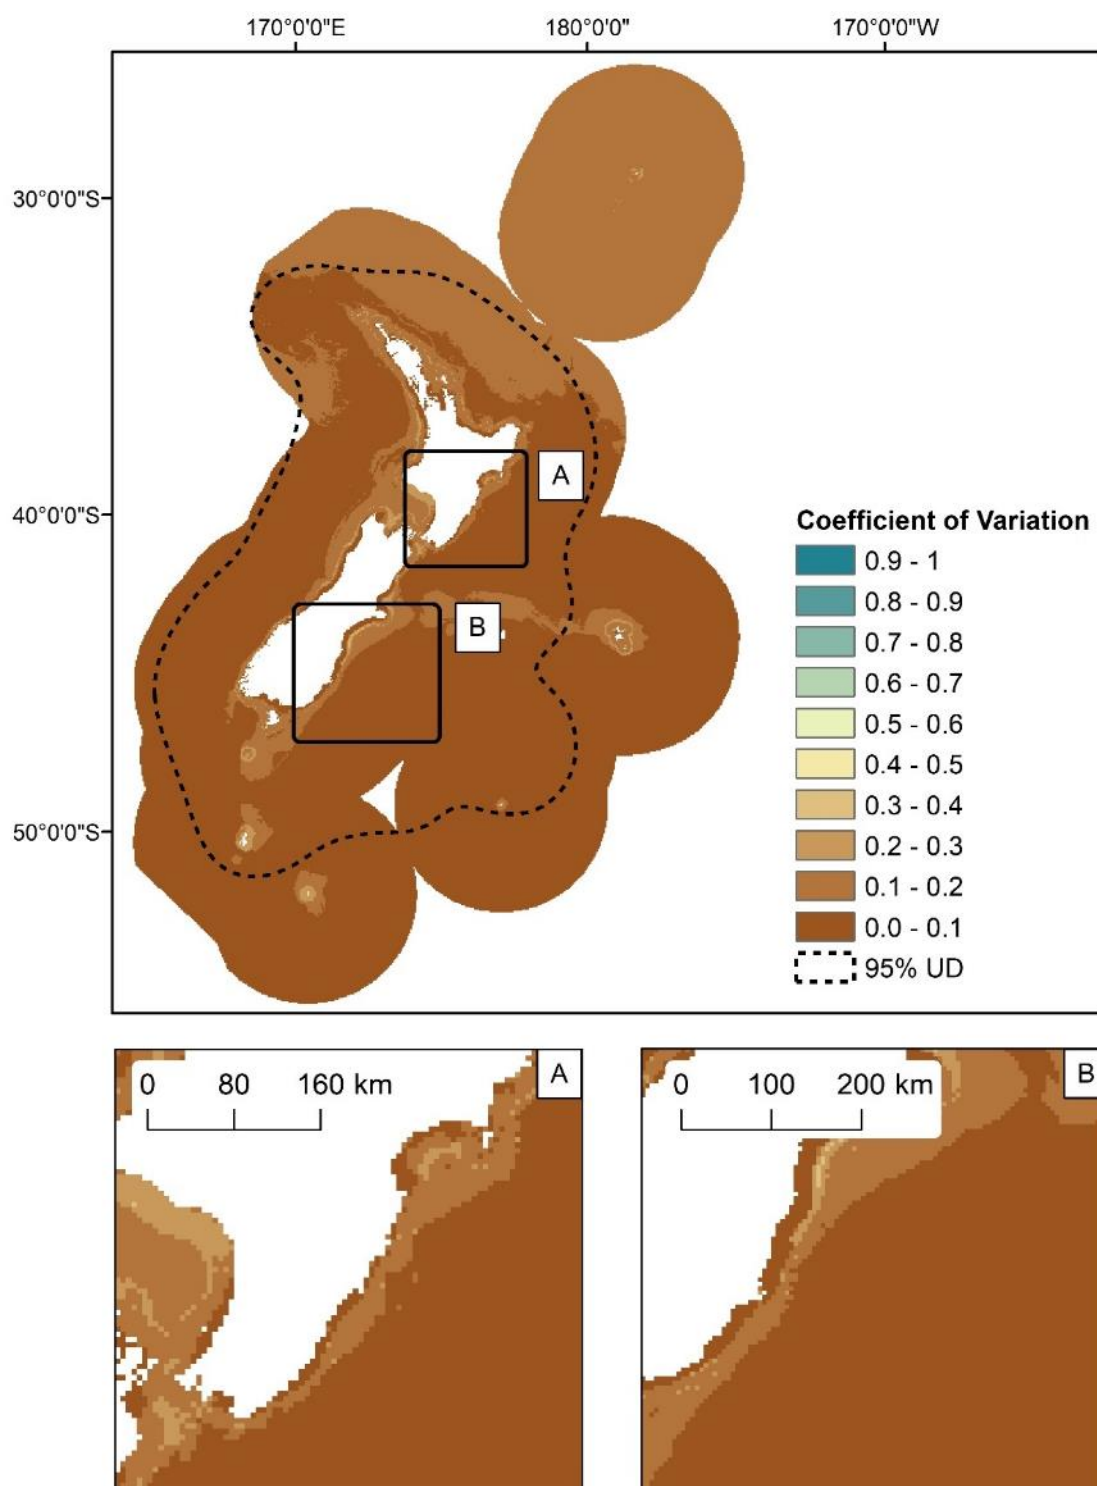 170°0'0"E
180°0'0"
170°0'0"W
30°0'0"S
40°0'0"S
50°0'0"S
A
B
Coefficient of Variation
0.9 - 1
0.8 - 0.9
0.7 - 0.8
0.6 - 0.7
0.5 - 0.6
0.4 - 0.5
0.3 - 0.4
0.2 - 0.3
0.1 - 0.2
0.0 - 0.1
95% UD
0 80 160 km
A
0 100 200 km
B